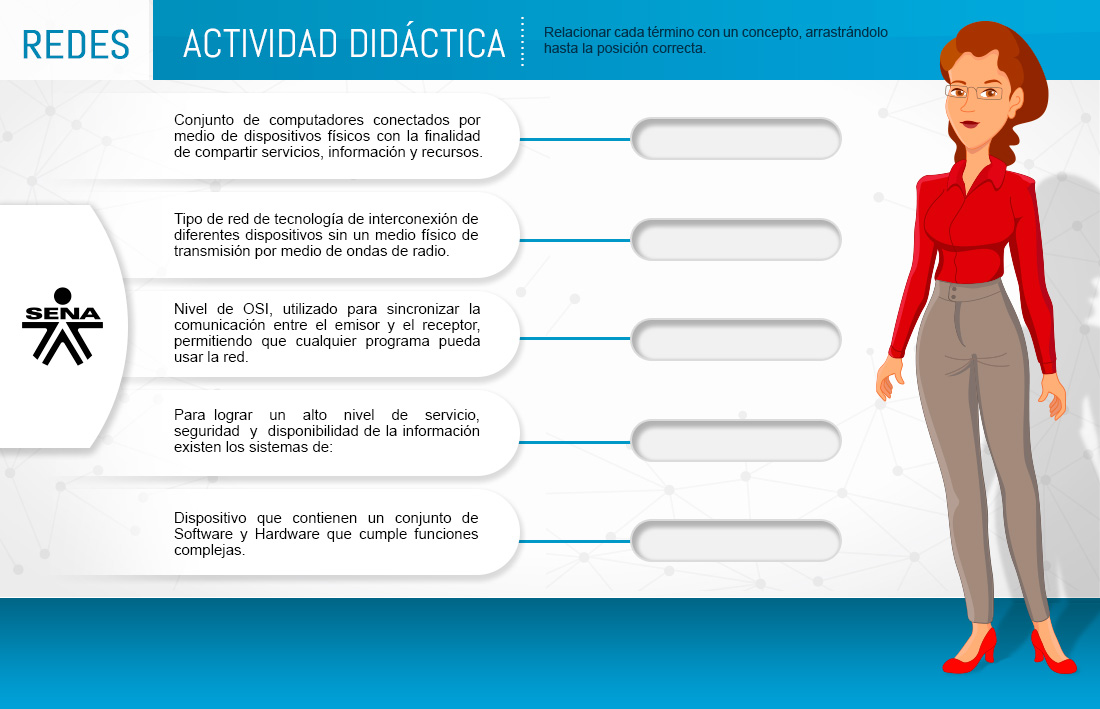 REDES
ACTIVIDAD DIDÁCTICA
Relacionar cada término con un concepto, arrastrándolo
hasta la posición correcta.
Conjunto de computadores conectados por
medio de dispositivos físicos con la finalidad
de compartir servicios, información y recursos.
Tipo de red de tecnología de interconexión de
diferentes dispositivos sin un medio físico de
transmisión por medio de ondas de radio.
Nivel de OSI, utilizado para sincronizar la
comunicación entre el emisor y el receptor,
permitiendo que cualquier programa pueda
usar la red.
SENA
Para lograr un alto nivel de servicio,
seguridad y disponibilidad de la información
existen los sistemas de:
Dispositivo que contienen un conjunto de
Software y Hardware que cumple funciones
complejas.